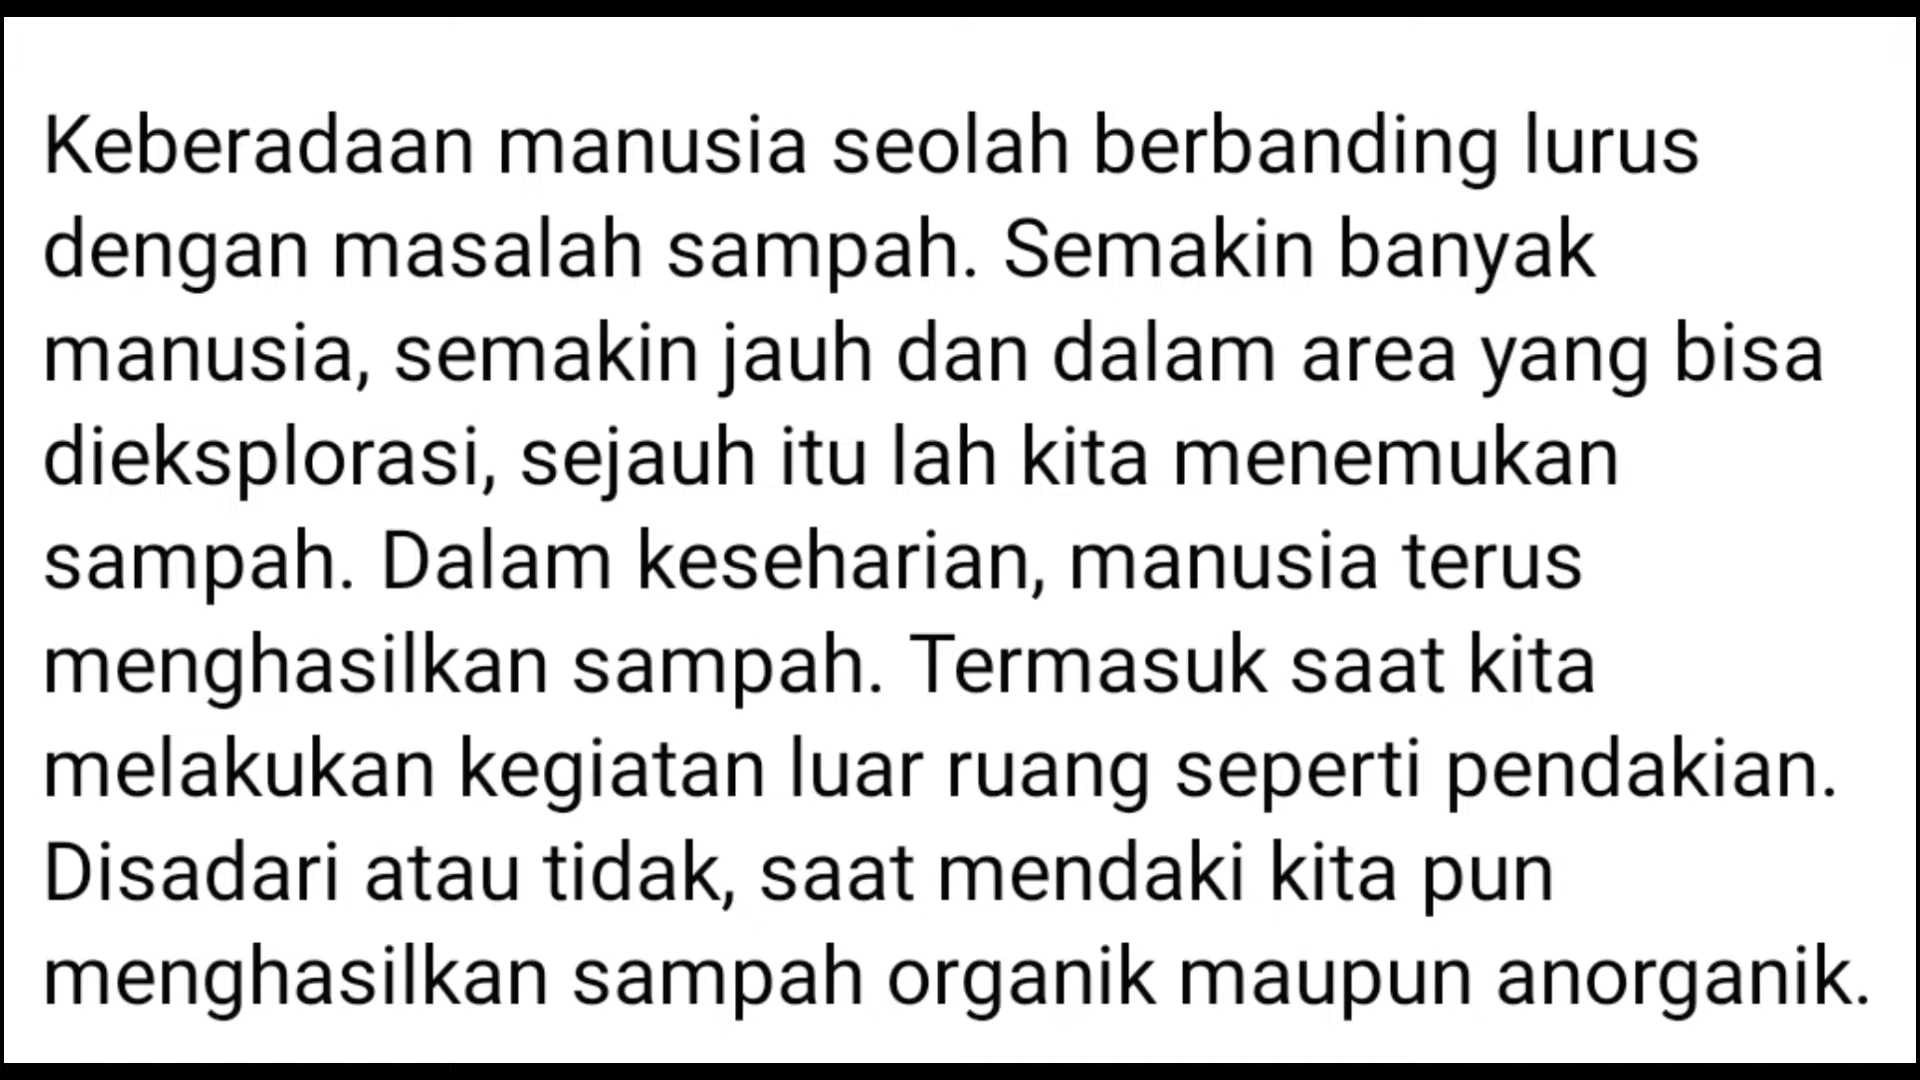 Keberadaan manusia seolah berbanding lurus
dengan masalah sampah. Semakin banyak
manusia, semakin jauh dan dalam area yang bisa
dieksplorasi, sejauh itu lah kita menemukan
sampah. Dalam keseharian, manusia terus
menghasilkan sampah. Termasuk saat kita
melakukan kegiatan luar ruang seperti pendakian.
Disadari atau tidak, saat mendaki kita pun
menghasilkan sampah organik maupun anorganik.